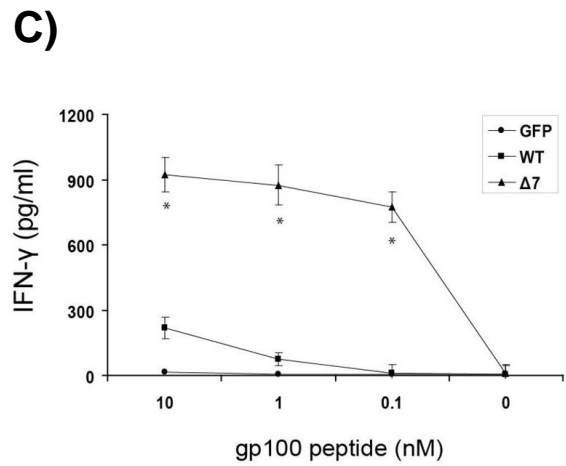 C)
1200
900
600
300
0
IFN-γ (pg/ml)
GFP
WT
Δ7
*
*
*
10 1 0.1 0
gp100 peptide (nM)